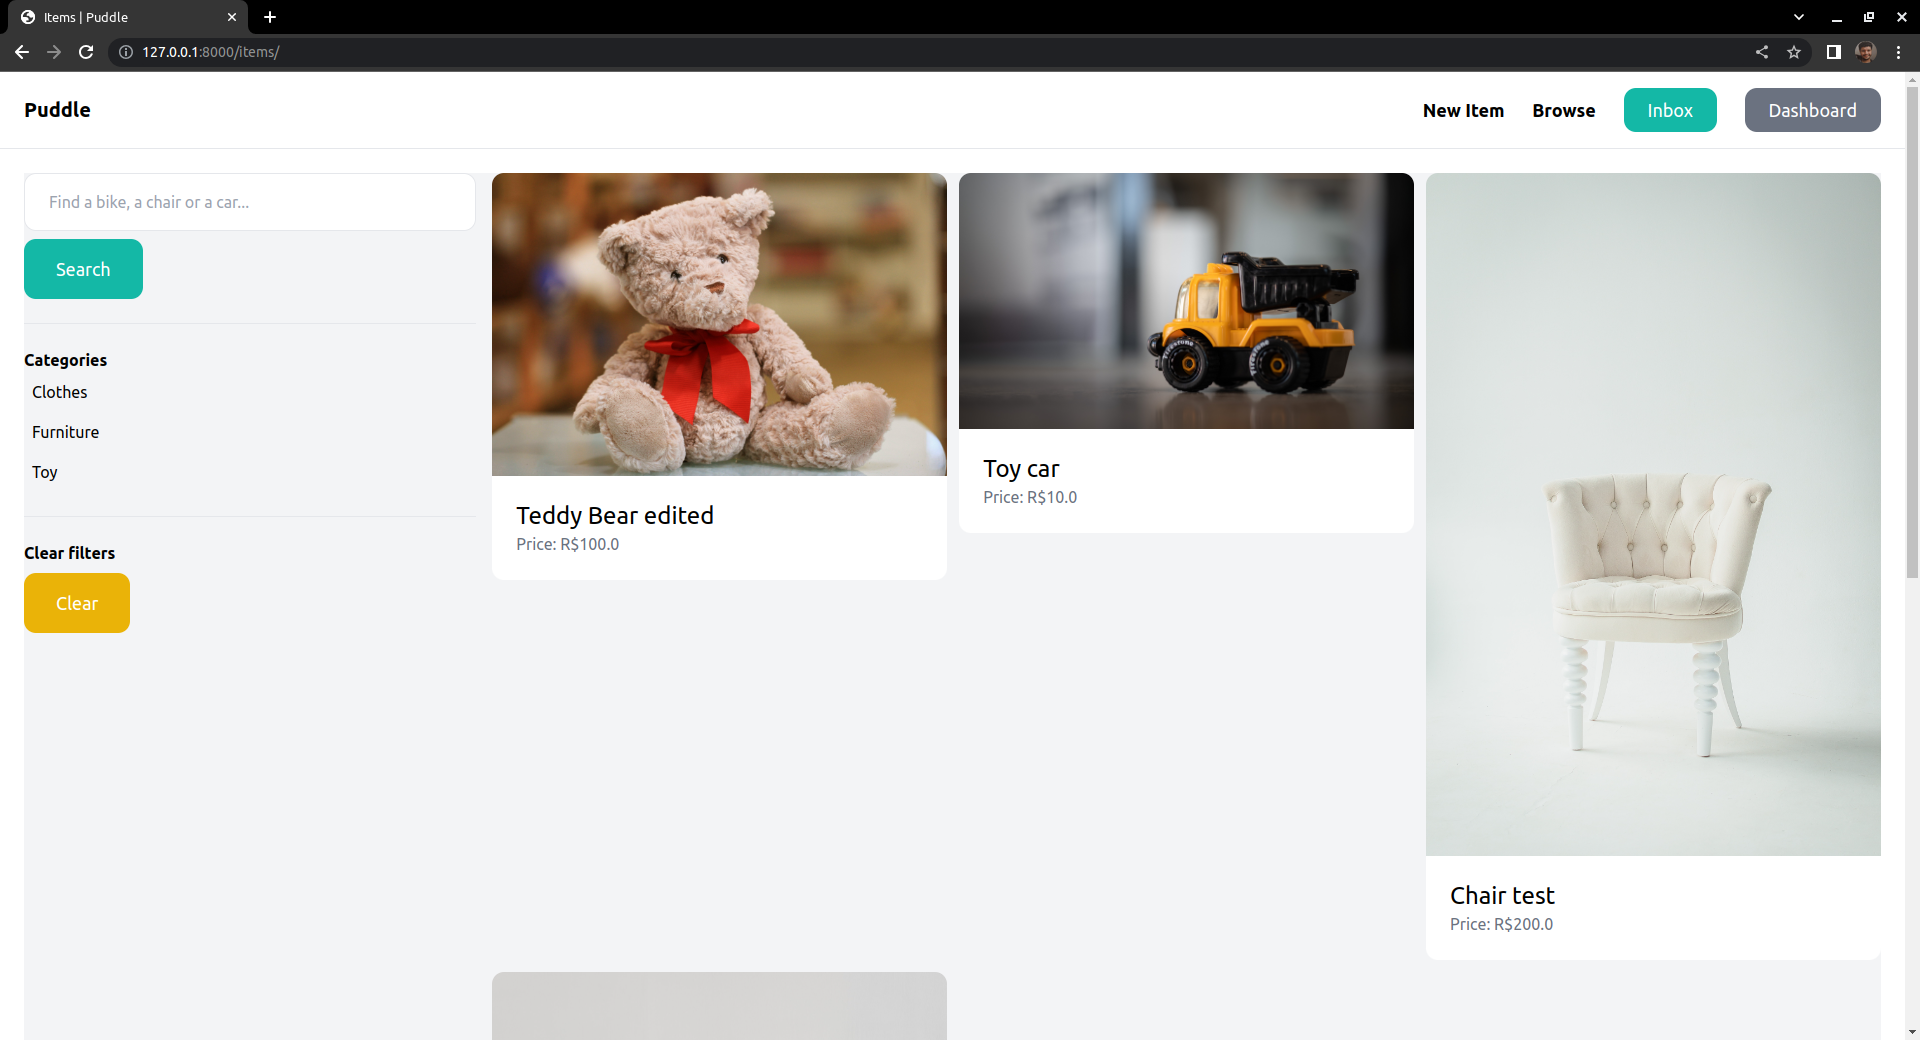 Items | Puddle
127.0.0.1:8000/items/
Puddle
New Item
Browse
Inbox
Dashboard
Find a bike, a chair or a car...
Search
Categories
Clothes
Furniture
Toy
Clear filters
Clear
Teddy Bear edited
Price: R$100.0
Firestone
Firestone
Toy car
Price: R$10.0
Chair test
Price: R$200.0